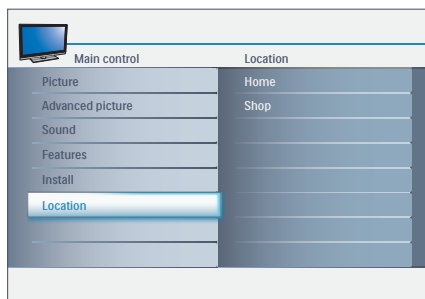 Main control
Location
Picture
Home
Advanced picture
Shop
Sound
Features
Install
Location